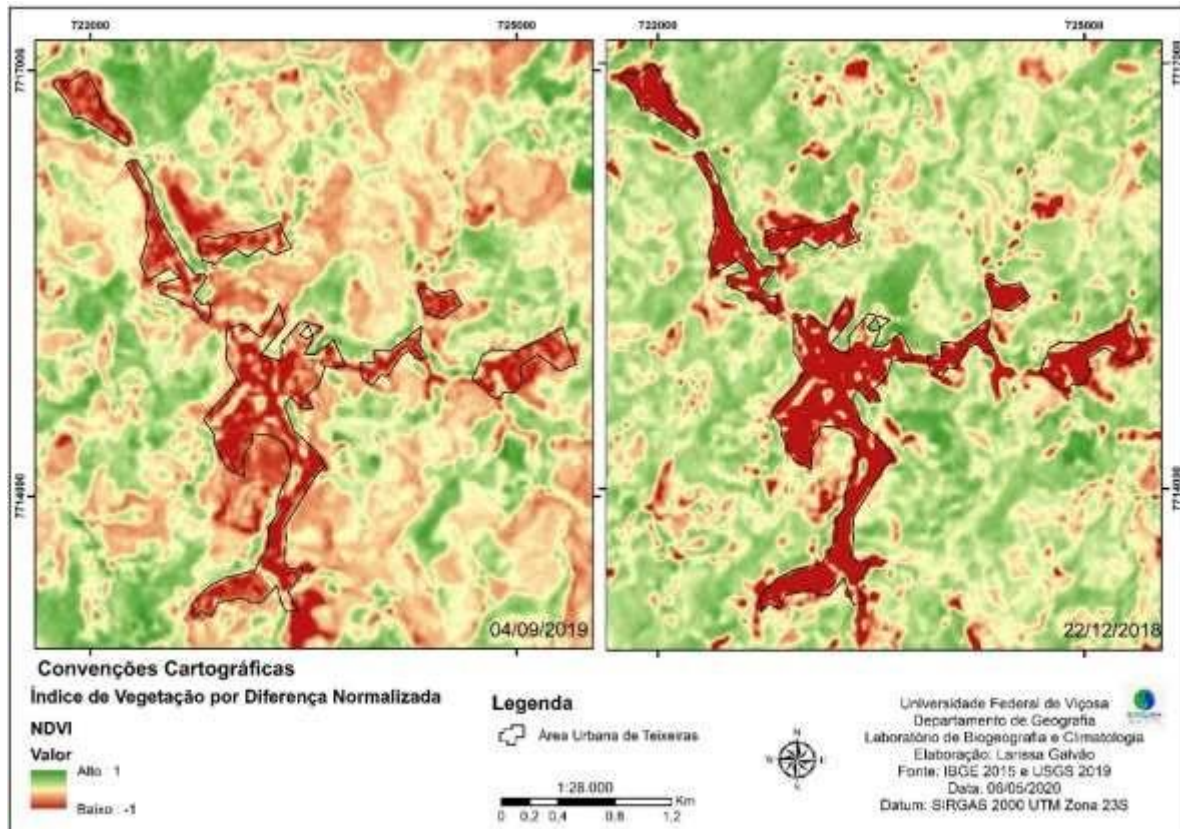 722000 725000 722000 725000
7717000 7717000
7714000 7714000
04/09/2019 22/12/2018
Convenções Cartográficas
Índice de Vegetação por Diferença Normalizada
NDVI
Valor
Alto 1
Baixo -1
Legenda
Área Urbana de Teixeiras
1:28.000
Km
0 0,2 0,4 0,8 1,2
N
W E
S
Universidade Federal de Viçosa
Departamento de Geografia
Laboratório de Biogeografia e Climatologia
Elaboração: Larissa Galvão
Fonte: IBGE 2015 e USGS 2019
Data: 06/05/2020
Datum: SIRGAS 2000 UTM Zona 23S